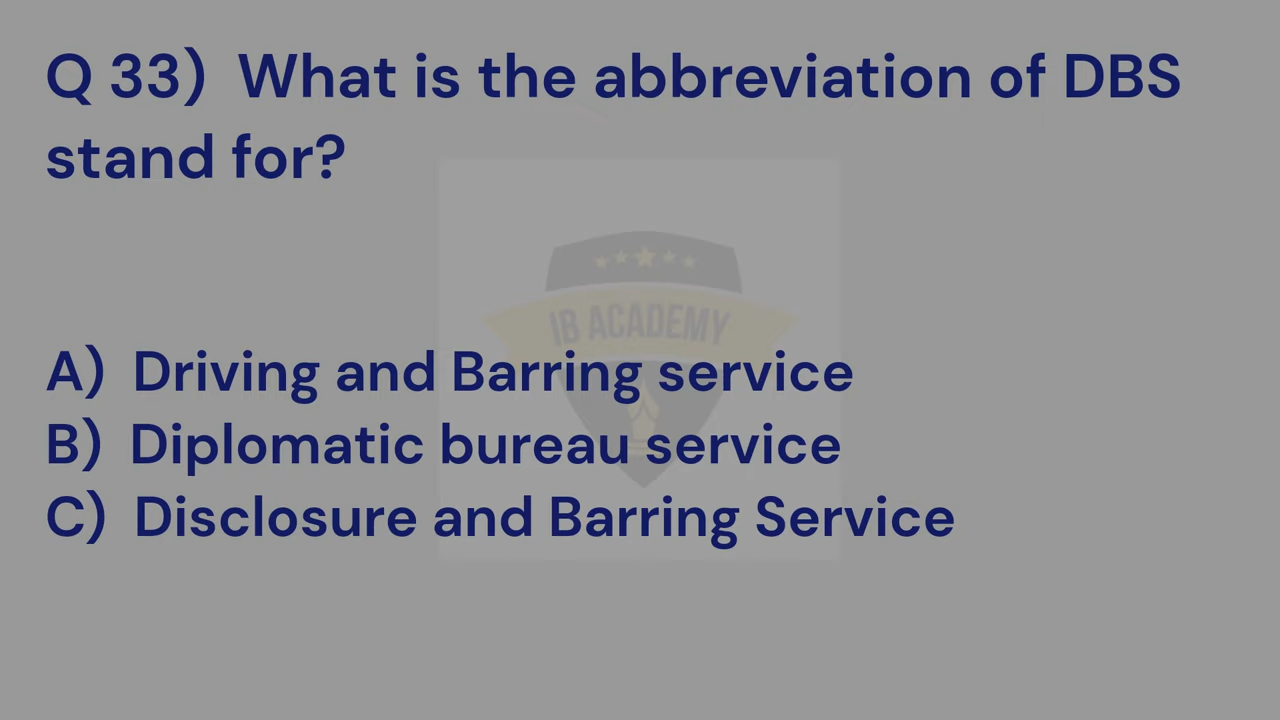 Q 33) What is the abbreviation of DBS
stand for?
IB ACADEMY
A) Driving and Barring service
B) Diplomatic bureau service
C) Disclosure and Barring Service